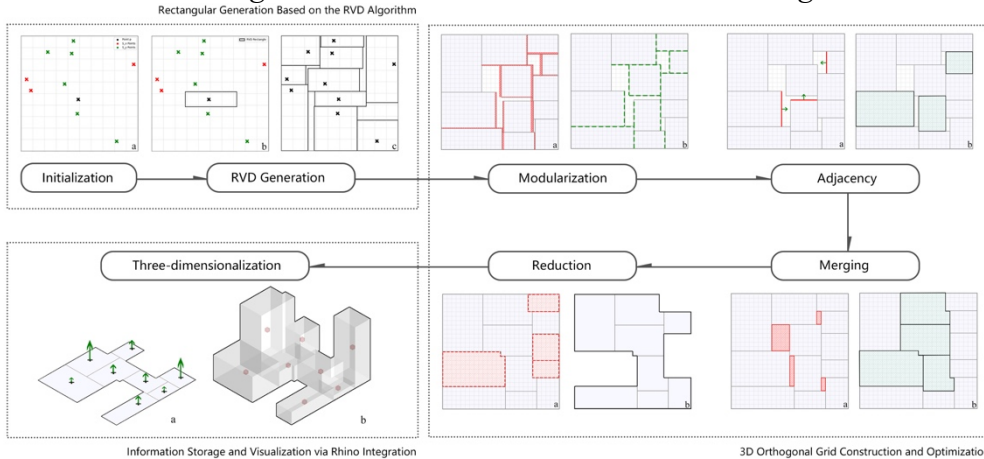 Rectangular Generation Based on the RVD Algorithm
a
b
c
a
b
a
b
Initialization
RVD Generation
Modularization
Adjacency
Three-dimensionalization
Reduction
Merging
a
b
a
b
a
b
Information Storage and Visualization via Rhino Integration
3D Orthogonal Grid Construction and Optimizatio